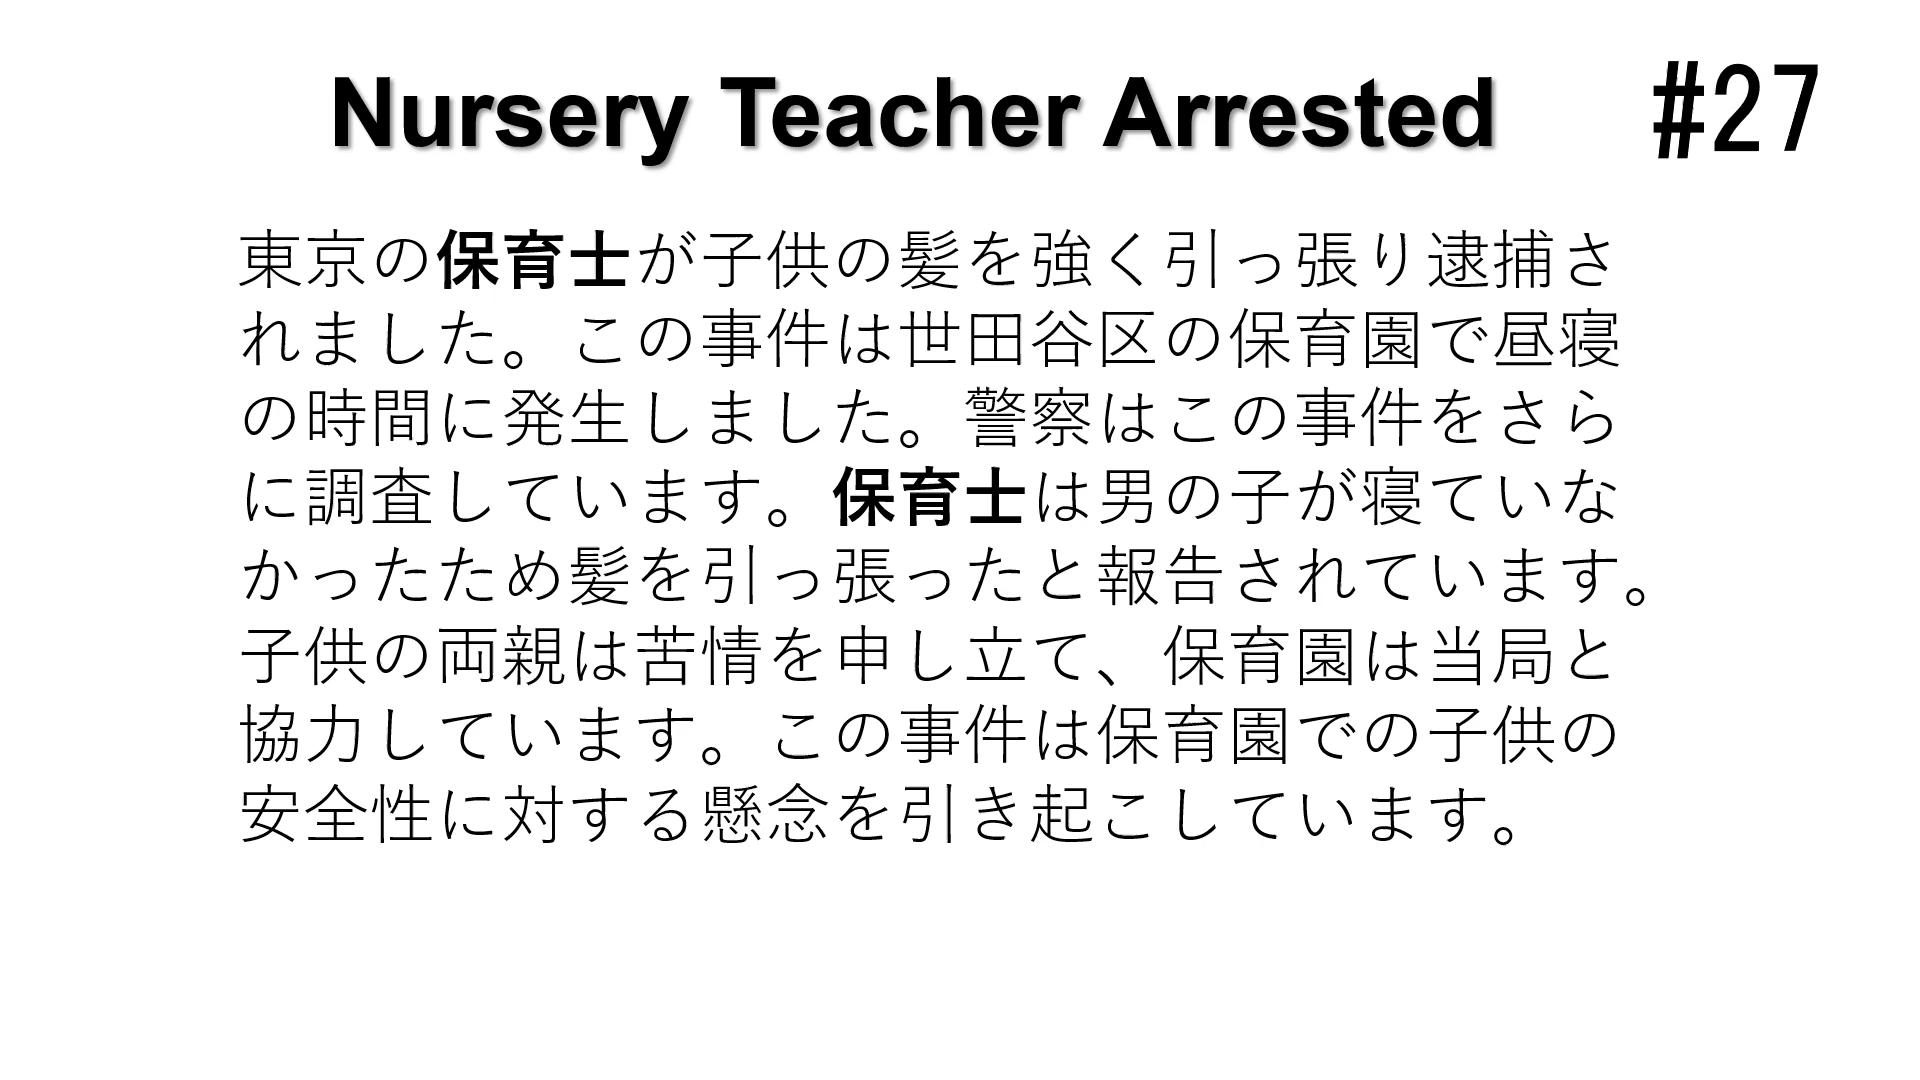 Nursery Teacher Arrested
#27
東京の保育士が子供の髪を強く引っ張り逮捕さ
れました。この事件は世田谷区の保育園で昼寝
の時間に発生しました。警察はこの事件をさら
に調査しています。保育士は男の子が寝ていな
かったため髪を引っ張ったと報告されています。
子供の両親は苦情を申し立て、保育園は当局と
協力しています。この事件は保育園での子供の
安全性に対する懸念を引き起こしています。